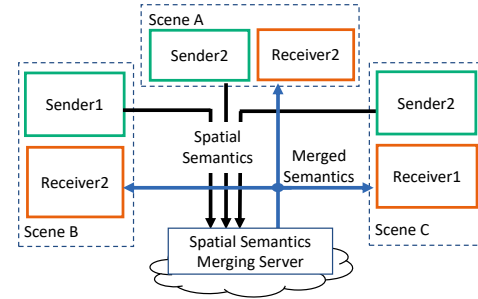 Scene A
Sender2
Receiver2
Sender1
Receiver2
Scene B
Spatial
Semantics
Merged
Semantics
Sender2
Receiver1
Scene C
Spatial Semantics
Merging Server